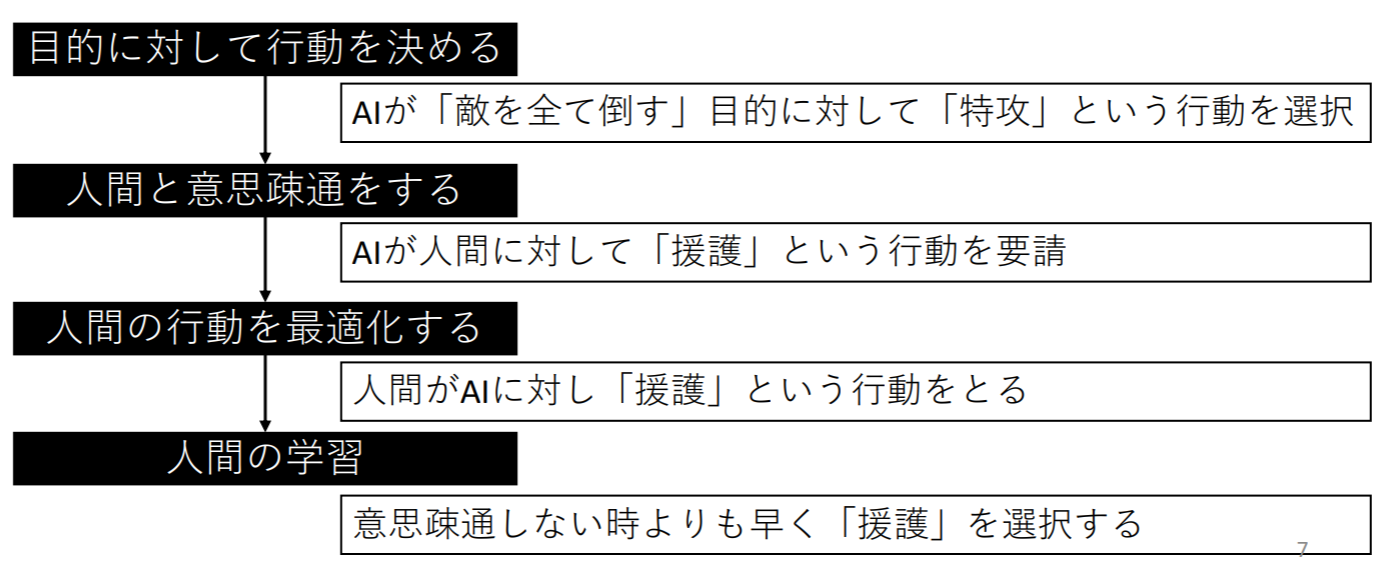 目的に対して行動を決める
AIが「敵を全て倒す」目的に対して「特攻」という行動を選択
人間と意思疎通をする
AIが人間に対して「援護」という行動を要請
人間の行動を最適化する
人間がAIに対し「援護」という行動をとる
人間の学習
意思疎通しない時よりも早く「援護」を選択する
7